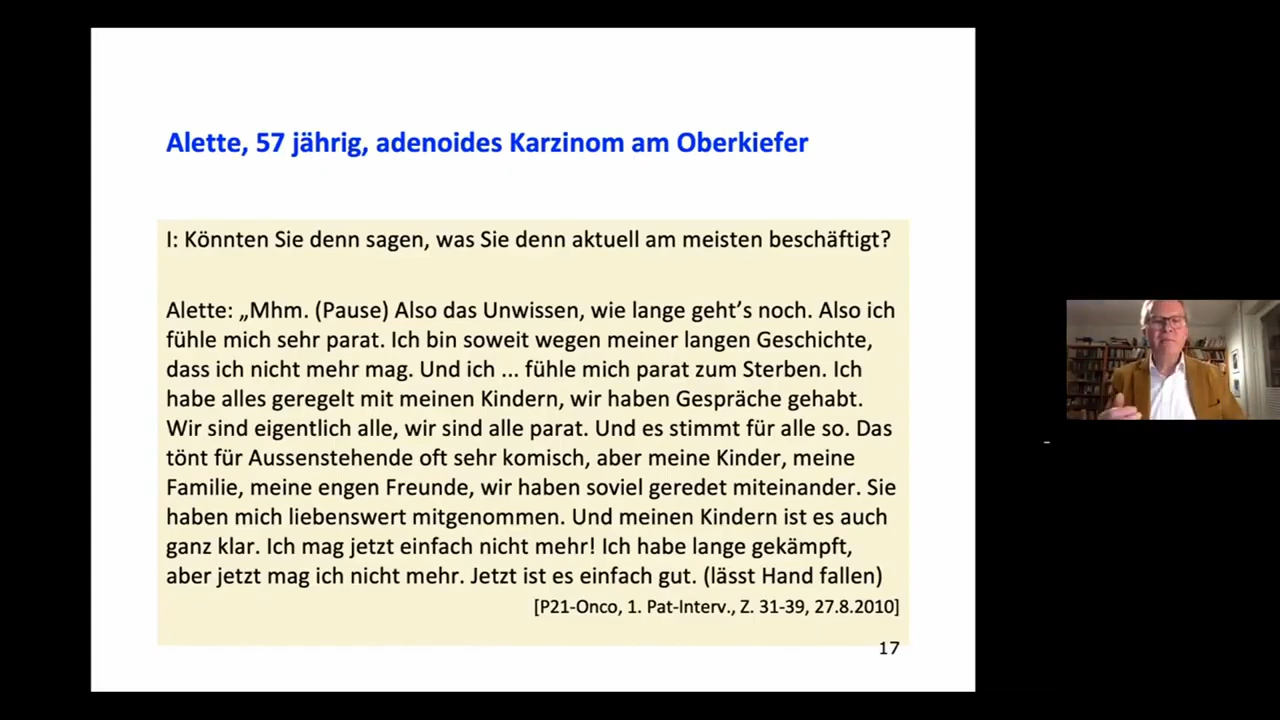 Alette, 57 jährig, adenoides Karzinom am Oberkiefer
I: Könnten Sie denn sagen, was Sie denn aktuell am meisten beschäftigt?
Alette: „Mhm. (Pause) Also das Unwissen, wie lange geht’s noch. Also ich
fühle mich sehr parat. Ich bin soweit wegen meiner langen Geschichte,
dass ich nicht mehr mag. Und ich ... fühle mich parat zum Sterben. Ich
habe alles geregelt mit meinen Kindern, wir haben Gespräche gehabt.
Wir sind eigentlich alle, wir sind alle parat. Und es stimmt für alle so. Das
tönt für Aussenstehende oft sehr komisch, aber meine Kinder, meine
Familie, meine engen Freunde, wir haben soviel geredet miteinander. Sie
haben mich liebenswert mitgenommen. Und meinen Kindern ist es auch
ganz klar. Ich mag jetzt einfach nicht mehr! Ich habe lange gekämpft,
aber jetzt mag ich nicht mehr. Jetzt ist es einfach gut. (lässt Hand fallen)
[P21-Onco, 1. Pat-Interv., Z. 31-39, 27.8.2010]
17